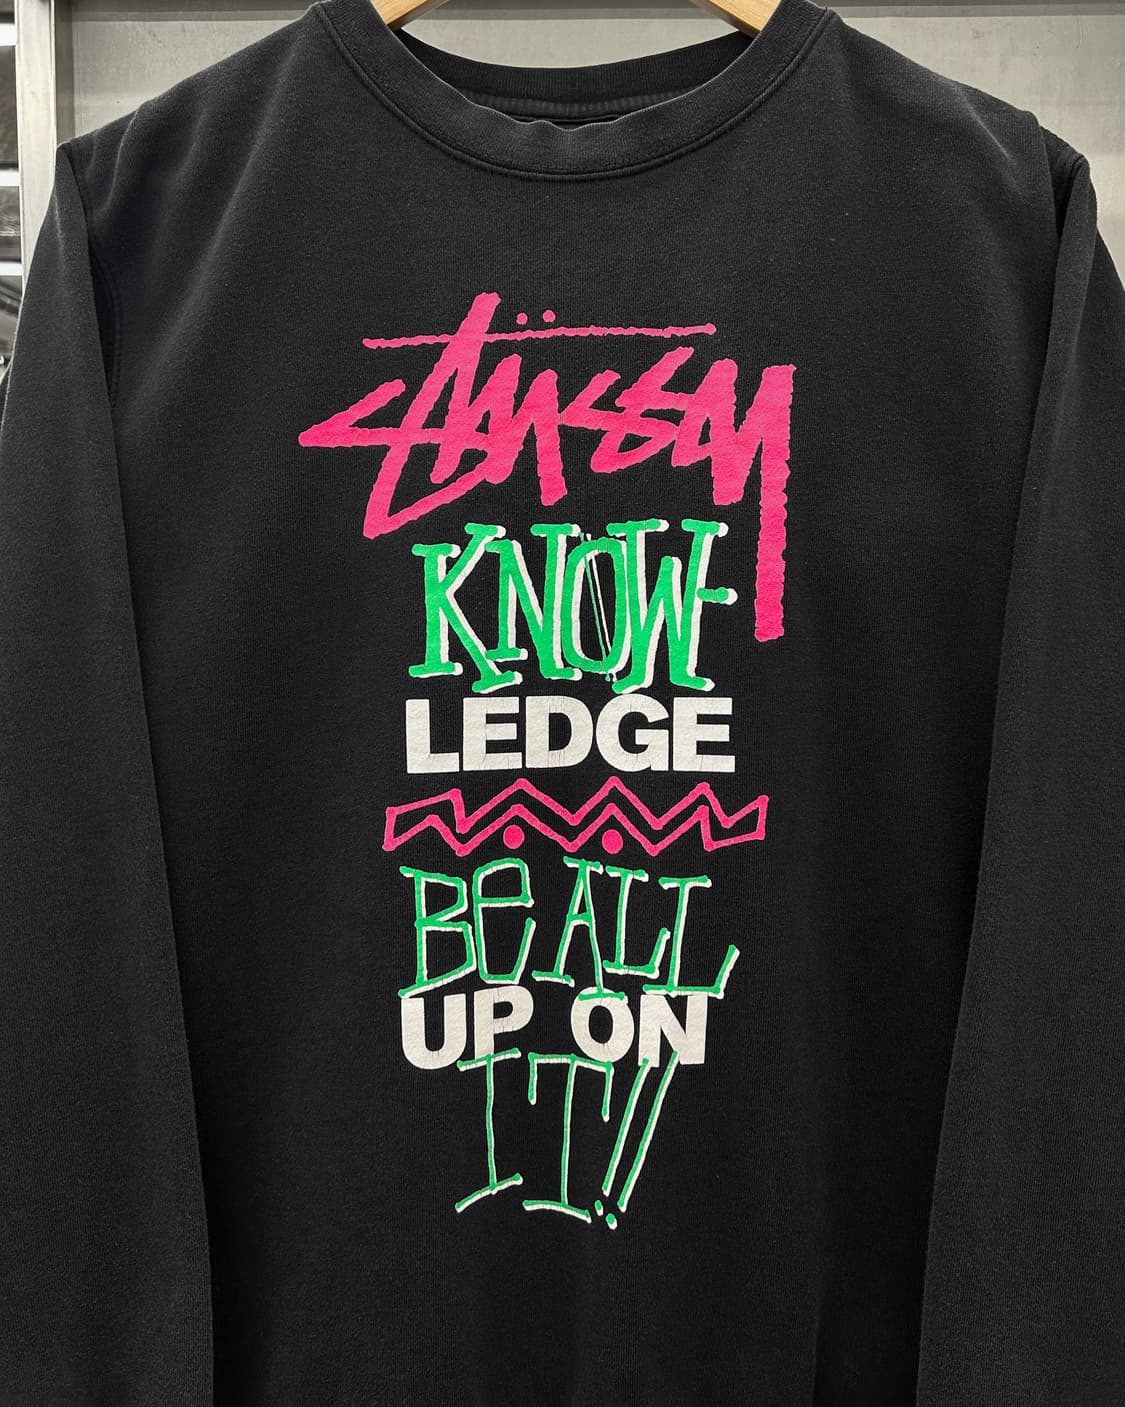 STÜSSY
KNOW-
LEDGE
Be ALL
UP ON
IT!!